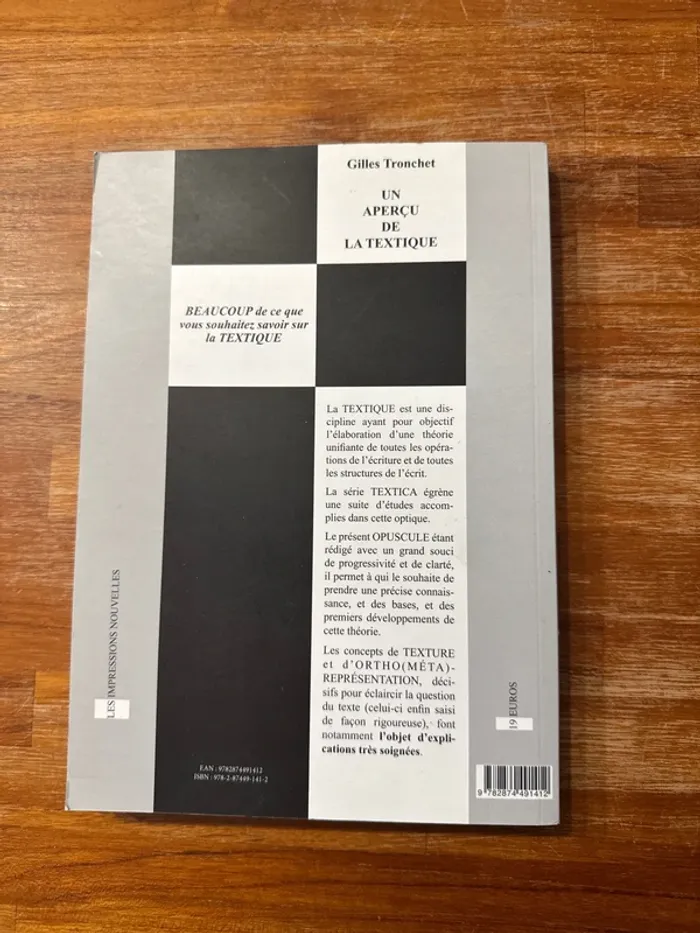 Gilles Tronchet
UN
APERÇU
DE
LA TEXTIQUE
BEAUCOUP de ce que
vous souhaitez savoir sur
la TEXTIQUE
La TEXTIQUE est une dis-
cipline ayant pour objectif
l'élaboration d'une théorie
unifiante de toutes les opéra-
tions de l'écriture et de toutes
les structures de l'écrit.
La série TEXTICA égrène
une suite d'études accom-
plies dans cette optique.
Le présent OPUSCULE étant
rédigé avec un grand souci
de progressivité et de clarté,
il permet à qui le souhaite de
prendre une précise connais-
sance, et des bases, et des
premiers développements de
cette théorie.
Les concepts de TEXTURE
et d'ORTHO(MÉTA)-
REPRÉSENTATION, déci-
sifs pour éclaircir la question
du texte (celui-ci enfin saisi
de façon rigoureuse), font
notamment l'objet d'expli-
cations très soignées.
LES IMPRESSIONS NOUVELLES
19 EUROS
EAN : 9782874491412
ISBN : 978-2-87449-141-2
9 782874 491412